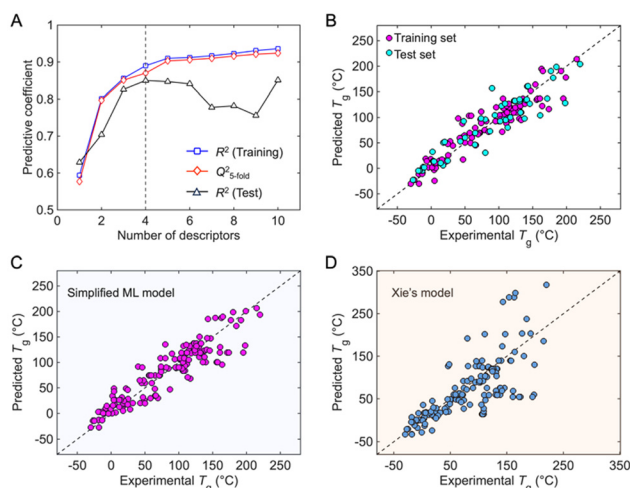 A
Predictive coefficient
1
0.9
0.8
0.7
0.6
0.5
R² (Training)
Q²5-fold
R² (Test)
0 2 4 6 8 10
Number of descriptors
B
Predicted Tg (°C)
250
200
150
100
50
0
-50
Training set
Test set
-50 0 50 100 150 200 250
Experimental Tg (°C)
C
Predicted Tg (°C)
250
200
150
100
50
0
-50
Simplified ML model
-50 0 50 100 150 200 250
Experimental Tg (°C)
D
Predicted Tg (°C)
350
250
150
50
-50
Xie's model
-50 50 150 250 350
Experimental Tg (°C)